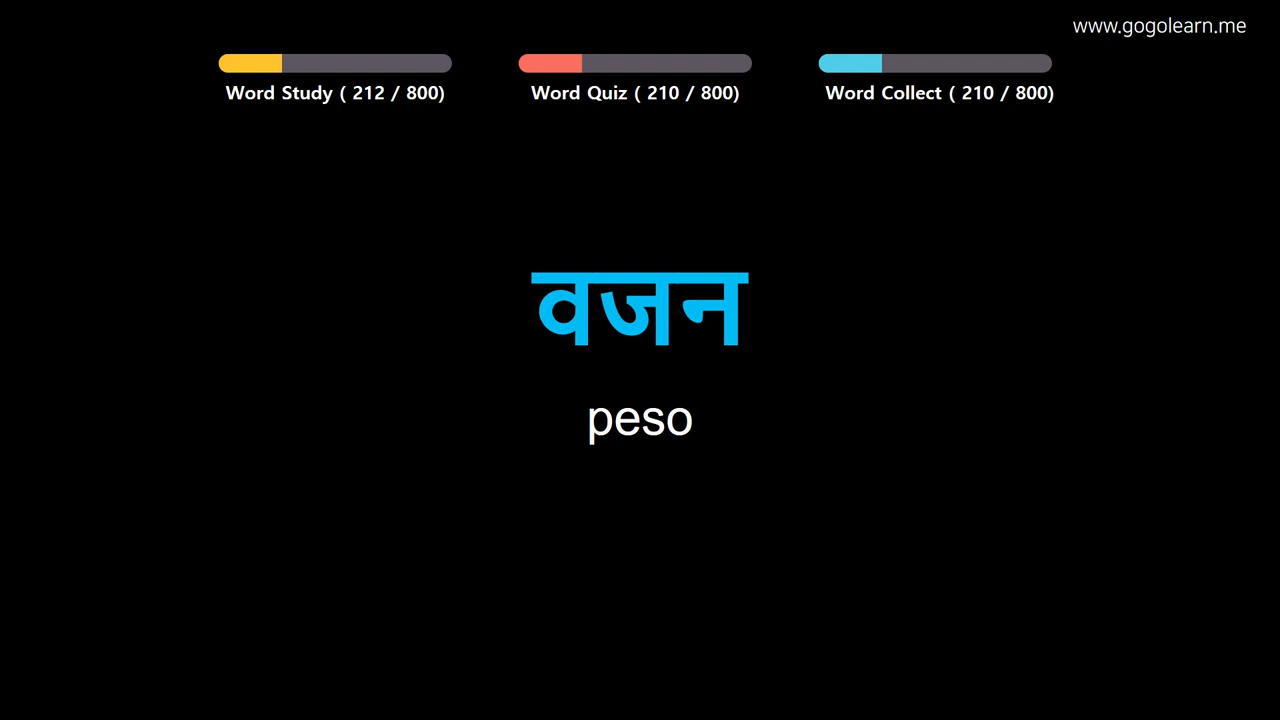 www.gogolearn.me
Word Study ( 212 / 800)
Word Quiz ( 210 / 800)
Word Collect ( 210 / 800)
वजन
peso